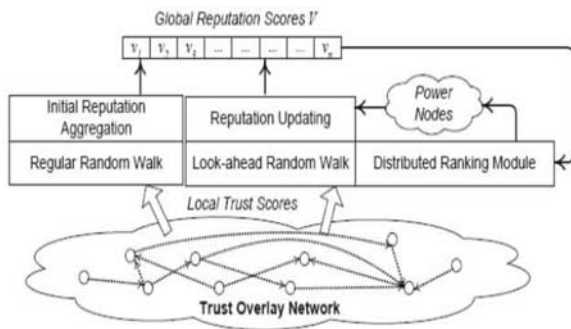 Global Reputation Scores V
V1 V2 V3 ... ... ... ... Vn
Initial Reputation
Aggregation
Reputation Updating
Power
Nodes
Regular Random Walk
Look-ahead Random Walk
Distributed Ranking Module
Local Trust Scores
Trust Overlay Network